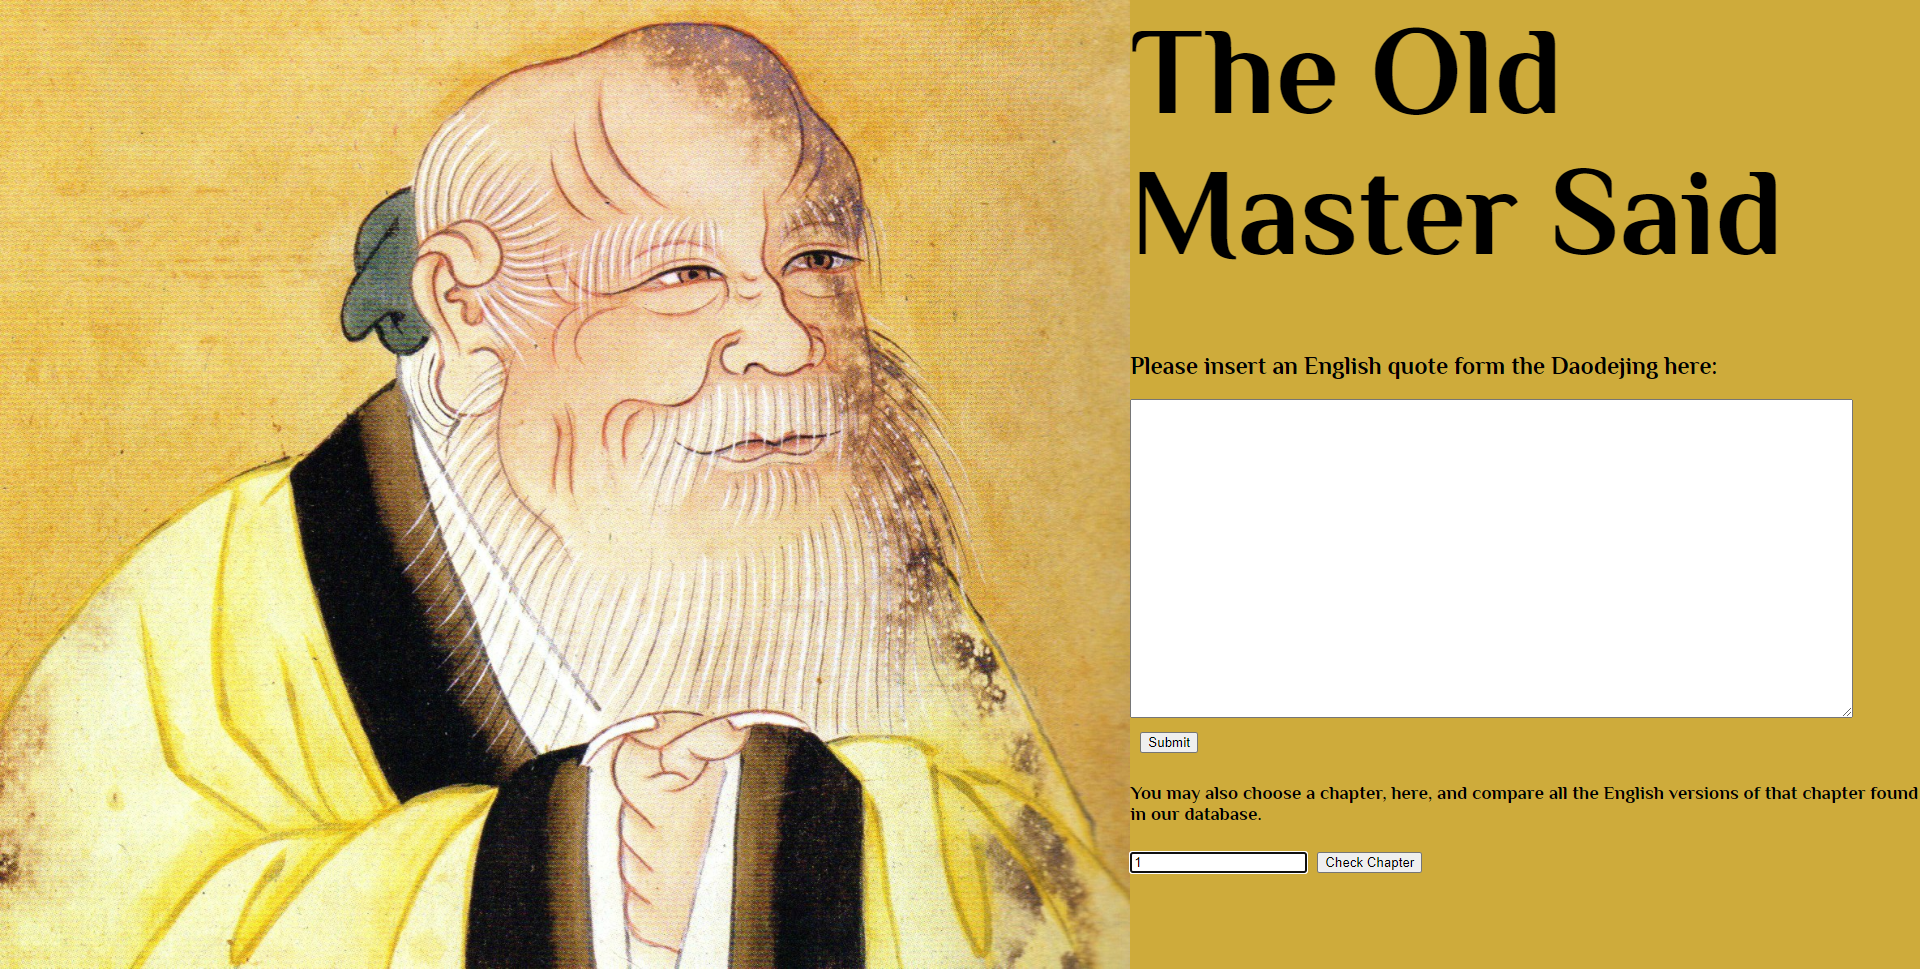 The Old
Master Said
Please insert an English quote form the Daodejing here:
Submit
You may also choose a chapter, here, and compare all the English versions of that chapter found
in our database.
1
Check Chapter